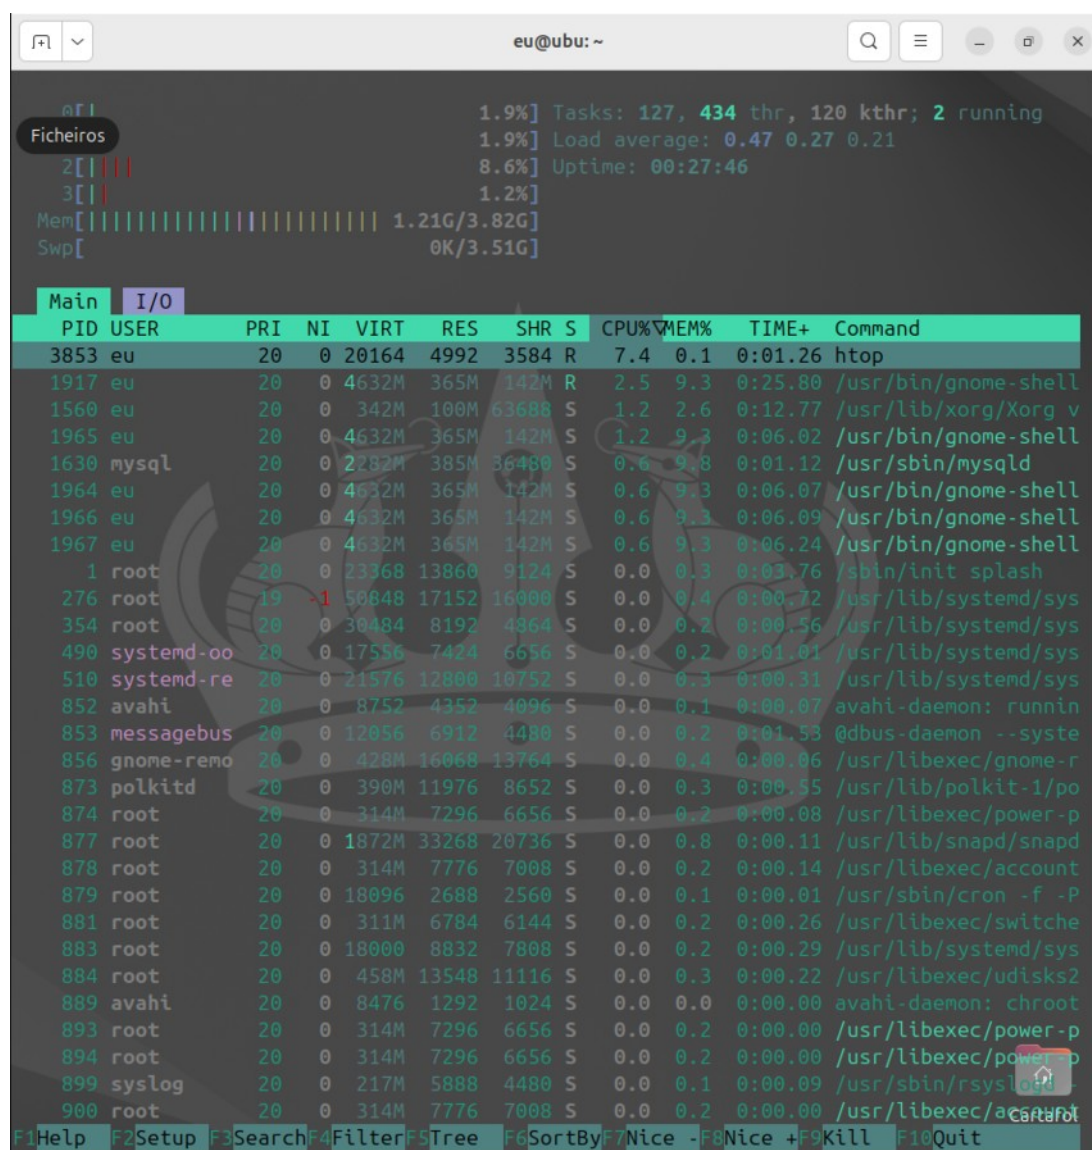 eu@ubu: ~
0[| 1.9%] Tasks: 127, 434 thr, 120 kthr; 2 running
Ficheiros
1.9%] Load average: 0.47 0.27 0.21
2[|||| 8.6%] Uptime: 00:27:46
3[|| 1.2%]
Mem[|||||||||||||||||||||||| 1.21G/3.82G]
Swp[ 0K/3.51G]
Main I/O
PID USER PRI NI VIRT RES SHR S CPU%▽MEM% TIME+ Command
3853 eu 20 0 20164 4992 3584 R 7.4 0.1 0:01.26 htop
1917 eu 20 0 4632M 365M 142M R 2.5 9.3 0:25.80 /usr/bin/gnome-shell
1560 eu 20 0 342M 100M 63688 S 1.2 2.6 0:12.77 /usr/lib/xorg/Xorg v
1965 eu 20 0 4632M 365M 142M S 1.2 9.3 0:06.02 /usr/bin/gnome-shell
1630 mysql 20 0 2282M 385M 36480 S 0.6 9.8 0:01.12 /usr/sbin/mysqld
1964 eu 20 0 4632M 365M 142M S 0.6 9.3 0:06.07 /usr/bin/gnome-shell
1966 eu 20 0 4632M 365M 142M S 0.6 9.3 0:06.09 /usr/bin/gnome-shell
1967 eu 20 0 4632M 365M 142M S 0.6 9.3 0:06.24 /usr/bin/gnome-shell
1 root 20 0 23368 13860 9124 S 0.0 0.3 0:03.76 /sbin/init splash
276 root 19 -1 50848 17152 16000 S 0.0 0.4 0:00.72 /usr/lib/systemd/sys
354 root 20 0 30484 8192 4864 S 0.0 0.2 0:00.56 /usr/lib/systemd/sys
490 systemd-oo 20 0 17556 7424 6656 S 0.0 0.2 0:01.01 /usr/lib/systemd/sys
510 systemd-re 20 0 21576 12800 10752 S 0.0 0.3 0:00.31 /usr/lib/systemd/sys
852 avahi 20 0 8752 4352 4096 S 0.0 0.1 0:00.07 avahi-daemon: runnin
853 messagebus 20 0 12056 6912 4480 S 0.0 0.2 0:01.53 @dbus-daemon --syste
856 gnome-remo 20 0 428M 16068 13764 S 0.0 0.4 0:00.06 /usr/libexec/gnome-r
873 polkitd 20 0 390M 11976 8652 S 0.0 0.3 0:00.55 /usr/lib/polkit-1/po
874 root 20 0 314M 7296 6656 S 0.0 0.2 0:00.08 /usr/libexec/power-p
877 root 20 0 1872M 33268 20736 S 0.0 0.8 0:00.11 /usr/lib/snapd/snapd
878 root 20 0 314M 7776 7008 S 0.0 0.2 0:00.14 /usr/libexec/account
879 root 20 0 18096 2688 2560 S 0.0 0.1 0:00.01 /usr/sbin/cron -f -P
881 root 20 0 311M 6784 6144 S 0.0 0.2 0:00.26 /usr/libexec/switche
883 root 20 0 18000 8832 7808 S 0.0 0.2 0:00.29 /usr/lib/systemd/sys
884 root 20 0 458M 13548 11116 S 0.0 0.3 0:00.22 /usr/libexec/udisks2
889 avahi 20 0 8476 1292 1024 S 0.0 0.0 0:00.00 avahi-daemon: chroot
893 root 20 0 314M 7296 6656 S 0.0 0.2 0:00.00 /usr/libexec/power-p
894 root 20 0 314M 7296 6656 S 0.0 0.2 0:00.00 /usr/libexec/power-p
899 syslog 20 0 217M 5888 4480 S 0.0 0.1 0:00.09 /usr/sbin/rsyslogd -
900 root 20 0 314M 7776 7008 S 0.0 0.2 0:00.00 /usr/libexec/account
Cartarol
F1Help F2Setup F3SearchF4FilterF5Tree F6SortByF7Nice -F8Nice +F9Kill F10Quit